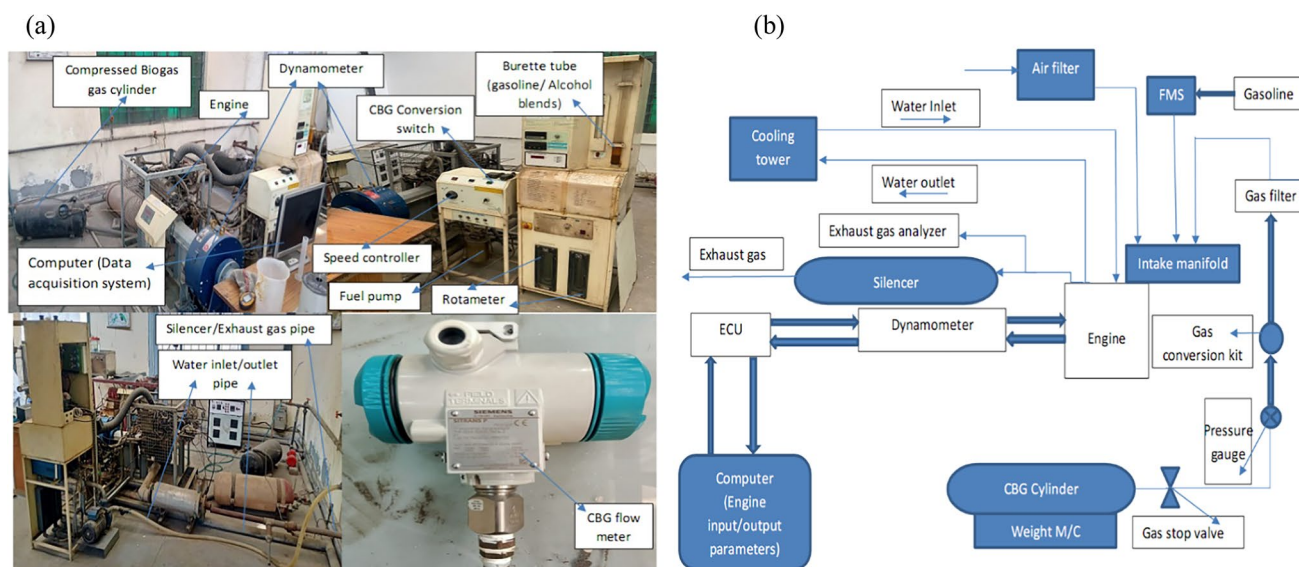 (a)
Compressed Biogas
gas cylinder
Engine
Dynamometer
CBG Conversion
switch
Burette tube
(gasoline/ Alcohol
blends)
Computer (Data
acquisition system)
Speed controller
Fuel pump
Rotameter
Silencer/Exhaust gas pipe
Water inlet/outlet
pipe
SIEMENS
SITRANS P
CBG flow
meter
(b)
Air filter
FMS
Gasoline
Water Inlet
Cooling
tower
Water outlet
Gas filter
Exhaust gas analyzer
Exhaust gas
Silencer
Intake manifold
ECU
Dynamometer
Engine
Gas
conversion kit
Pressure
gauge
Computer
(Engine
input/output
parameters)
CBG Cylinder
Weight M/C
Gas stop valve